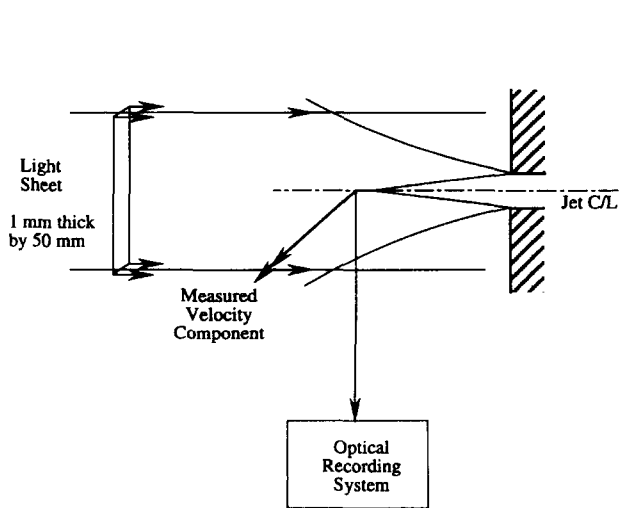 Light
Sheet
1 mm thick
by 50 mm
Jet C/L
Measured
Velocity
Component
Optical
Recording
System